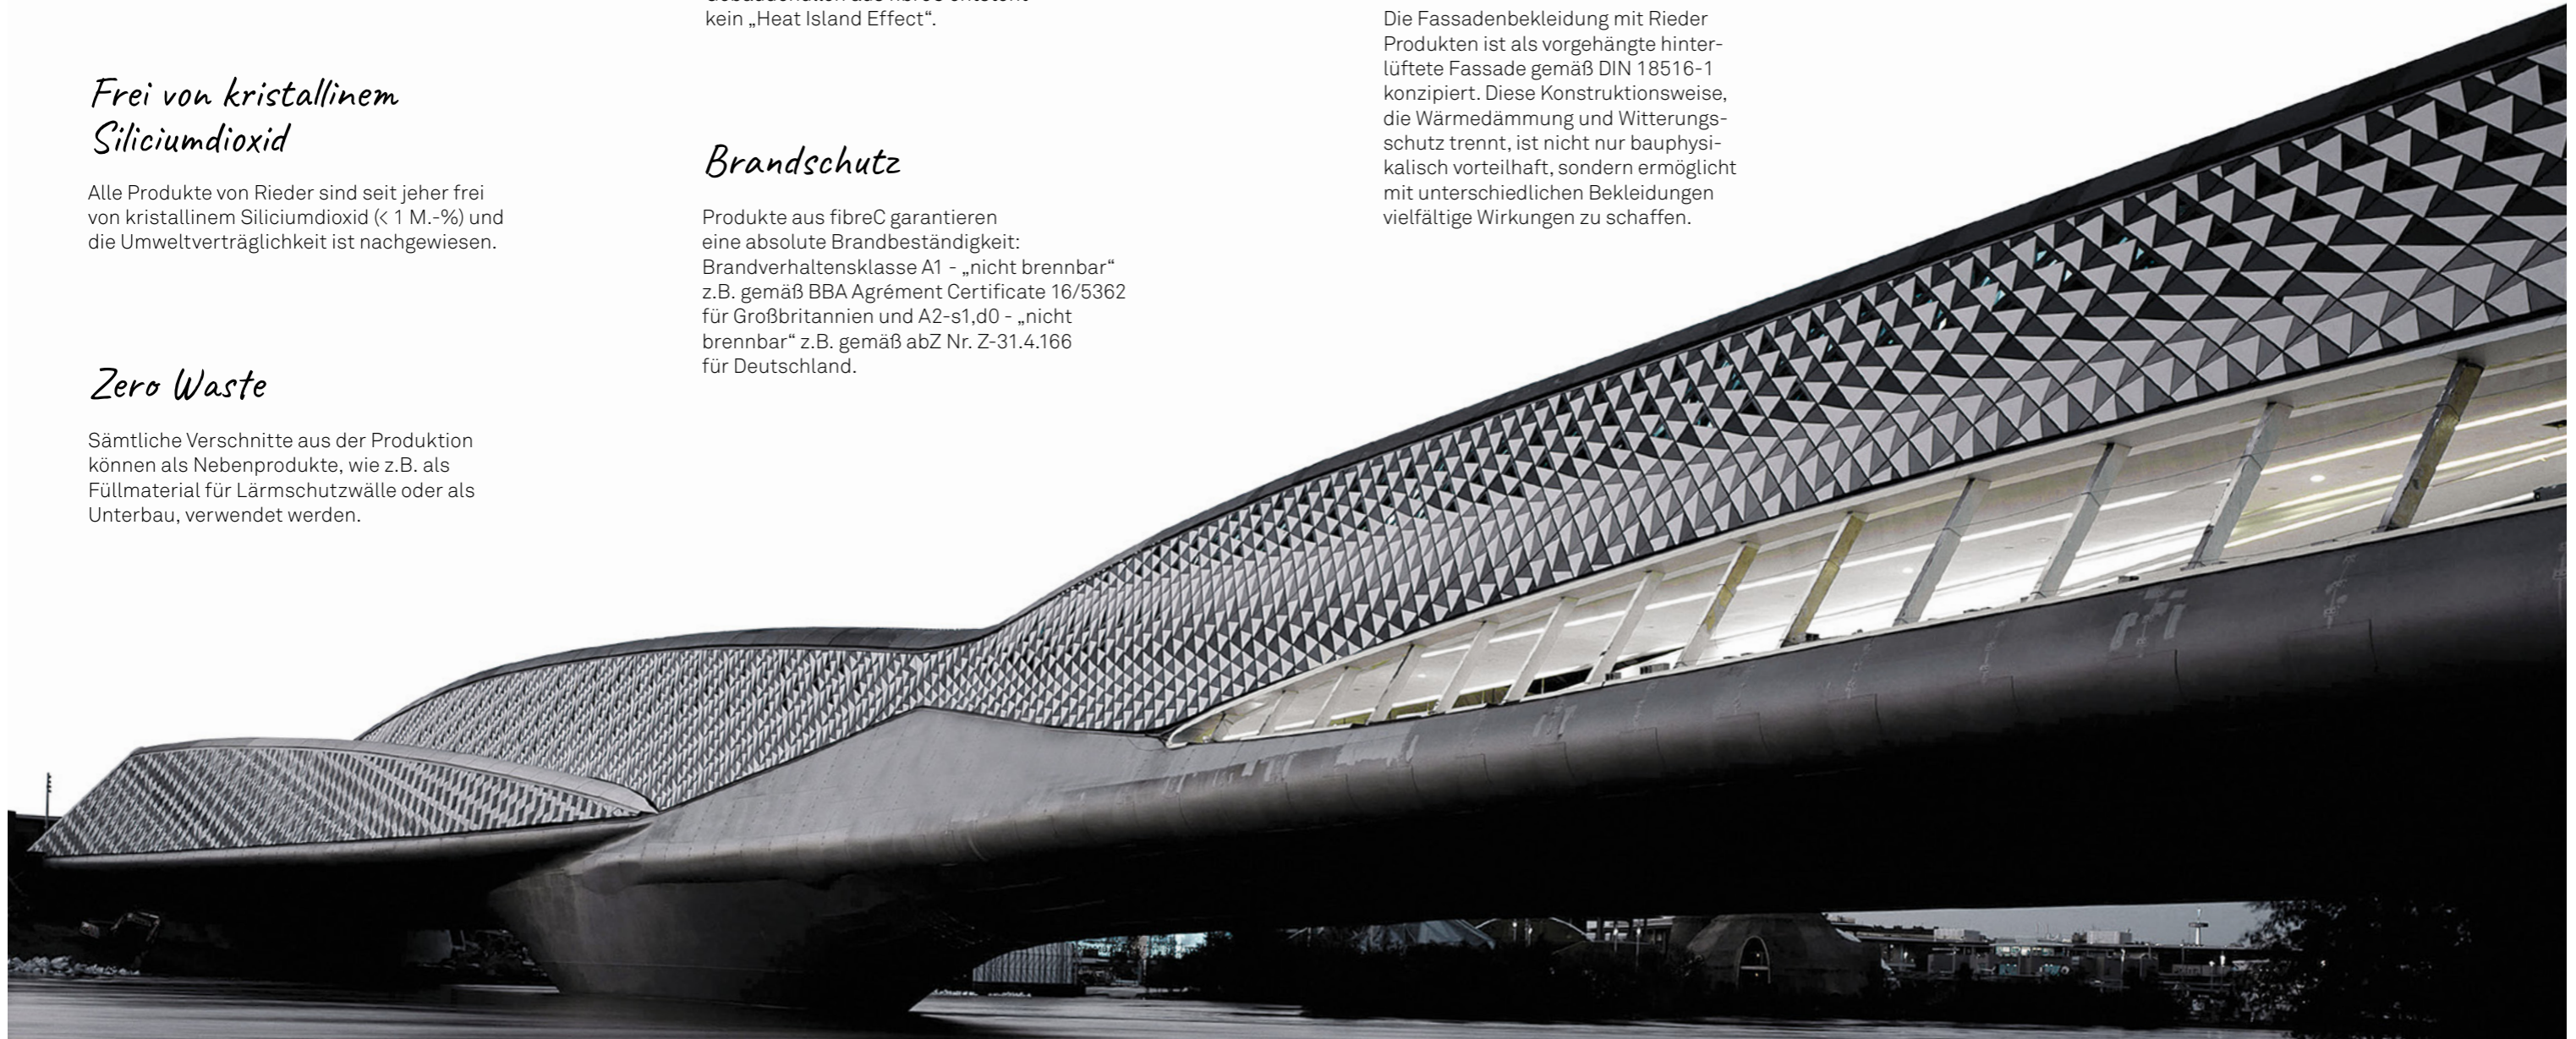 kein „Heat Island Effect“.
Frei von kristallinem
Siliciumdioxid
Alle Produkte von Rieder sind seit jeher frei
von kristallinem Siliciumdioxid (< 1 M.-%) und
die Umweltverträglichkeit ist nachgewiesen.
Zero Waste
Sämtliche Verschnitte aus der Produktion
können als Nebenprodukte, wie z.B. als
Füllmaterial für Lärmschutzwälle oder als
Unterbau, verwendet werden.
Brandschutz
Produkte aus fibreC garantieren
eine absolute Brandbeständigkeit:
Brandverhaltensklasse A1 - „nicht brennbar“
z.B. gemäß BBA Agrément Certificate 16/5362
für Großbritannien und A2-s1,d0 - „nicht
brennbar“ z.B. gemäß abZ Nr. Z-31.4.166
für Deutschland.
Die Fassadenbekleidung mit Rieder
Produkten ist als vorgehängte hinter-
lüftete Fassade gemäß DIN 18516-1
konzipiert. Diese Konstruktionsweise,
die Wärmedämmung und Witterungs-
schutz trennt, ist nicht nur bauphysi-
kalisch vorteilhaft, sondern ermöglicht
mit unterschiedlichen Bekleidungen
vielfältige Wirkungen zu schaffen.